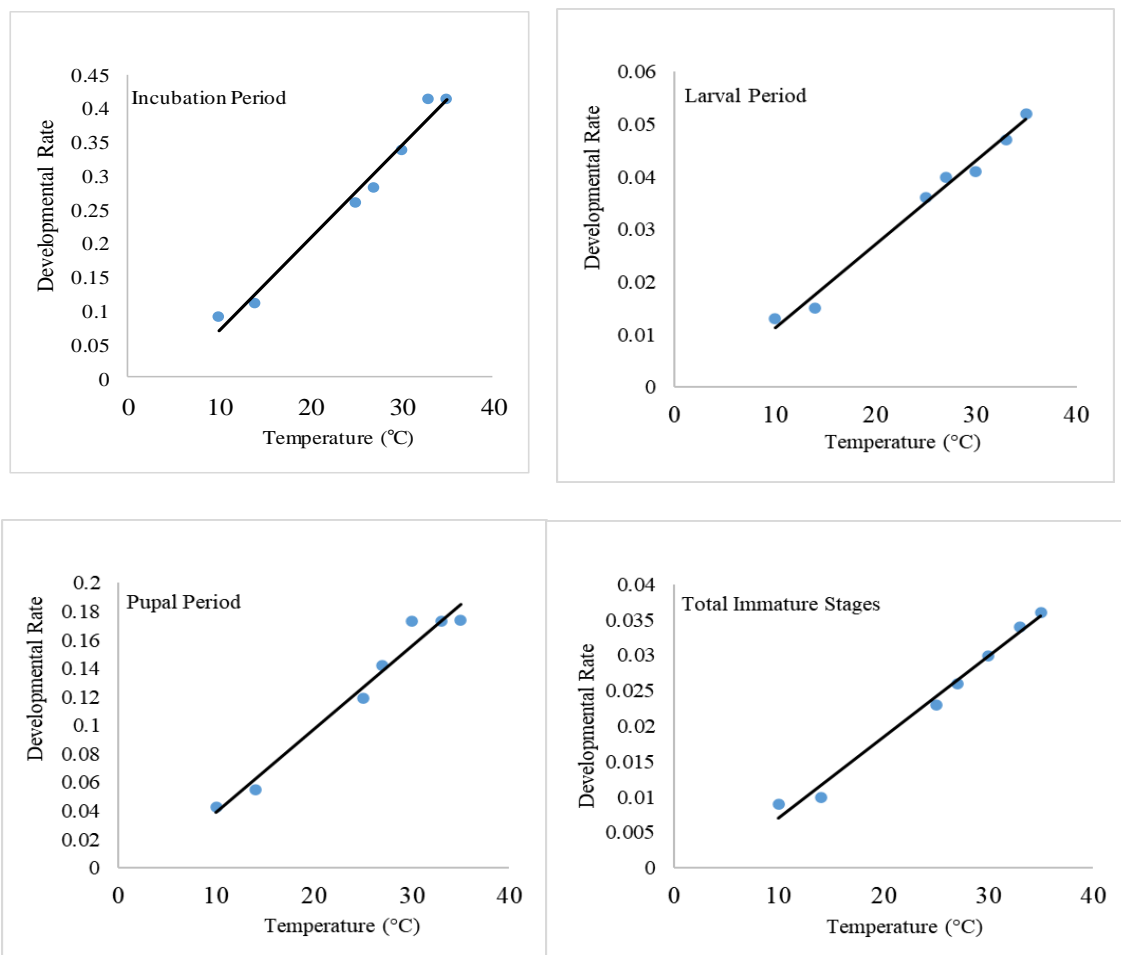 Incubation Period
Developmental Rate
0.45
0.4
0.35
0.3
0.25
0.2
0.15
0.1
0.05
0
0 10 20 30 40
Temperature (°C)
Larval Period
Developmental Rate
0.06
0.05
0.04
0.03
0.02
0.01
0
0 10 20 30 40
Temperature (°C)
Pupal Period
Developmental Rate
0.2
0.18
0.16
0.14
0.12
0.1
0.08
0.06
0.04
0.02
0
0 10 20 30 40
Temperature (°C)
Total Immature Stages
Developmental Rate
0.04
0.035
0.03
0.025
0.02
0.015
0.01
0.005
0
0 10 20 30 40
Temperature (°C)